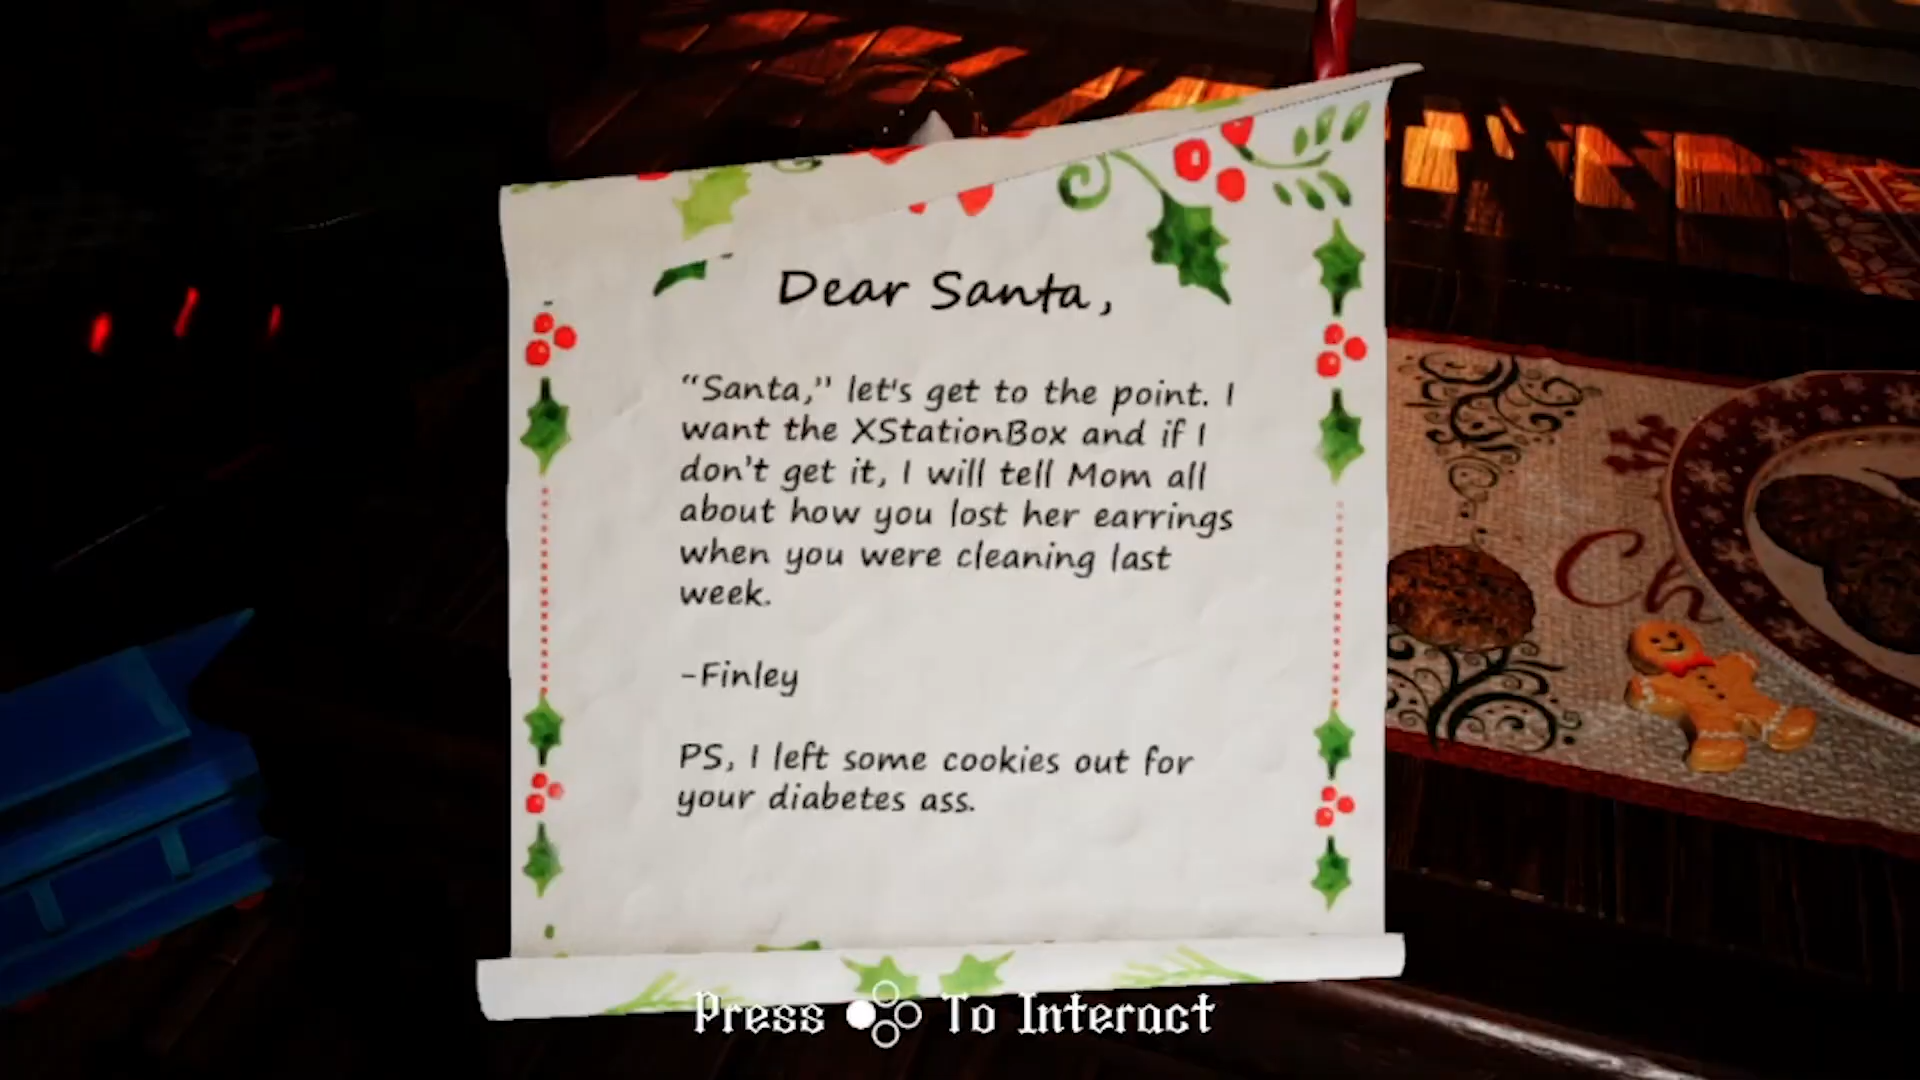 Dear Santa,
“Santa,” let's get to the point. I
want the XStationBox and if I
don't get it, I will tell Mom all
about how you lost her earrings
when you were cleaning last
week.
-Finley
PS, I left some cookies out for
your diabetes ass.
Ch
Press To Interact